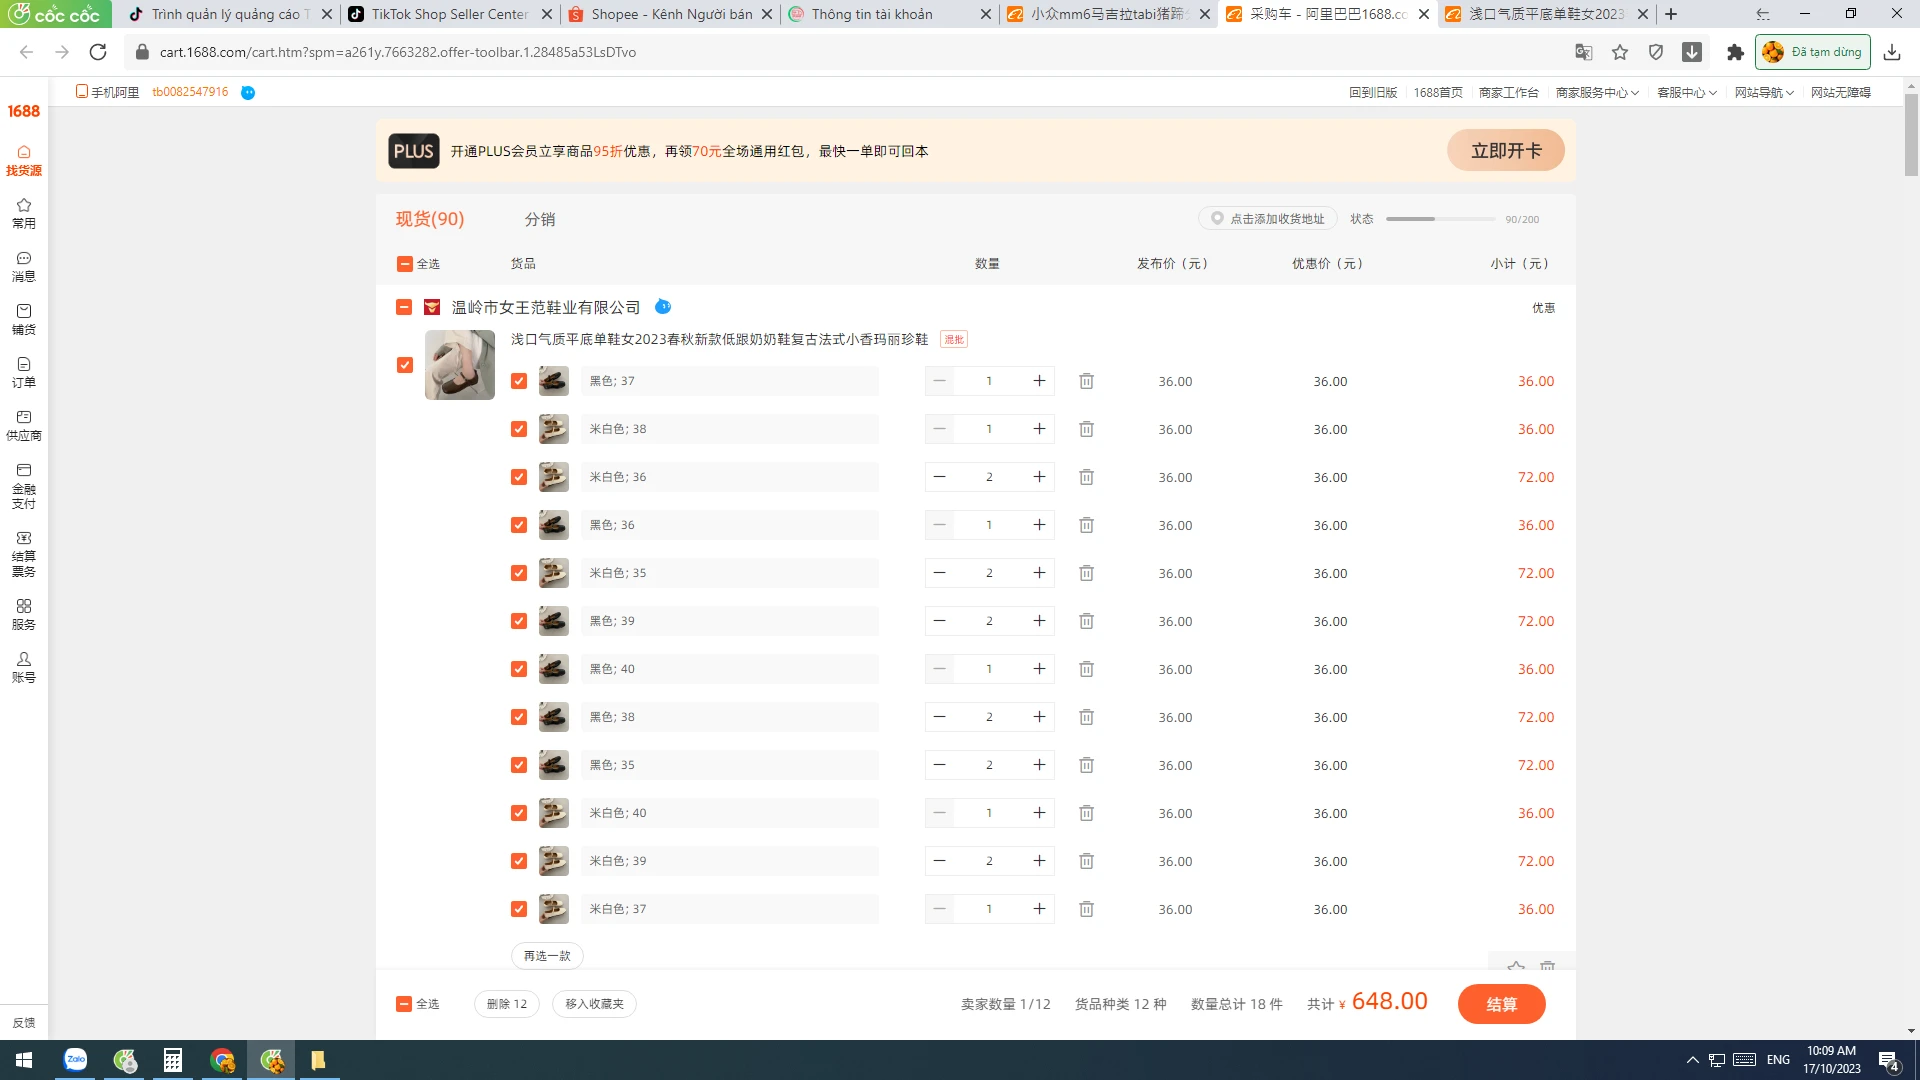 cốc cốc
Trình quản lý quảng cáo T
TikTok Shop Seller Center
Shopee - Kênh Người bán
Thông tin tài khoản
小众mm6马吉拉tabi猪蹄
采购车 - 阿里巴巴1688.co
浅口气质平底单鞋女2023
cart.1688.com/cart.htm?spm=a261y.7663282.offer-toolbar.1.28485a53LsDTvo
Đã tạm dừng
手机阿里 tb0082547916
回到旧版 1688首页 商家工作台 商家服务中心 客服中心 网站导航 网站无障碍
1688
找货源
常用
消息
铺货
订单
供应商
金融
支付
结算
票务
服务
账号
反馈
PLUS 开通PLUS会员立享商品95折优惠，再领70元全场通用红包，最快一单即可回本 立即开卡
现货(90) 分销 点击添加收货地址 状态 90/200
全选 货品 数量 发布价（元） 优惠价（元） 小计（元）
温岭市女王范鞋业有限公司 优惠
浅口气质平底单鞋女2023春秋新款低跟奶奶鞋复古法式小香玛丽珍鞋 混批
黑色; 37 1 36.00 36.00 36.00
米白色; 38 1 36.00 36.00 36.00
米白色; 36 2 36.00 36.00 72.00
黑色; 36 1 36.00 36.00 36.00
米白色; 35 2 36.00 36.00 72.00
黑色; 39 2 36.00 36.00 72.00
黑色; 40 1 36.00 36.00 36.00
黑色; 38 2 36.00 36.00 72.00
黑色; 35 2 36.00 36.00 72.00
米白色; 40 1 36.00 36.00 36.00
米白色; 39 2 36.00 36.00 72.00
米白色; 37 1 36.00 36.00 36.00
再选一款
全选 删除 12 移入收藏夹 卖家数量 1/12 货品种类 12 种 数量总计 18 件 共计 ¥ 648.00 结算
Zalo
ENG
10:09 AM
17/10/2023
4